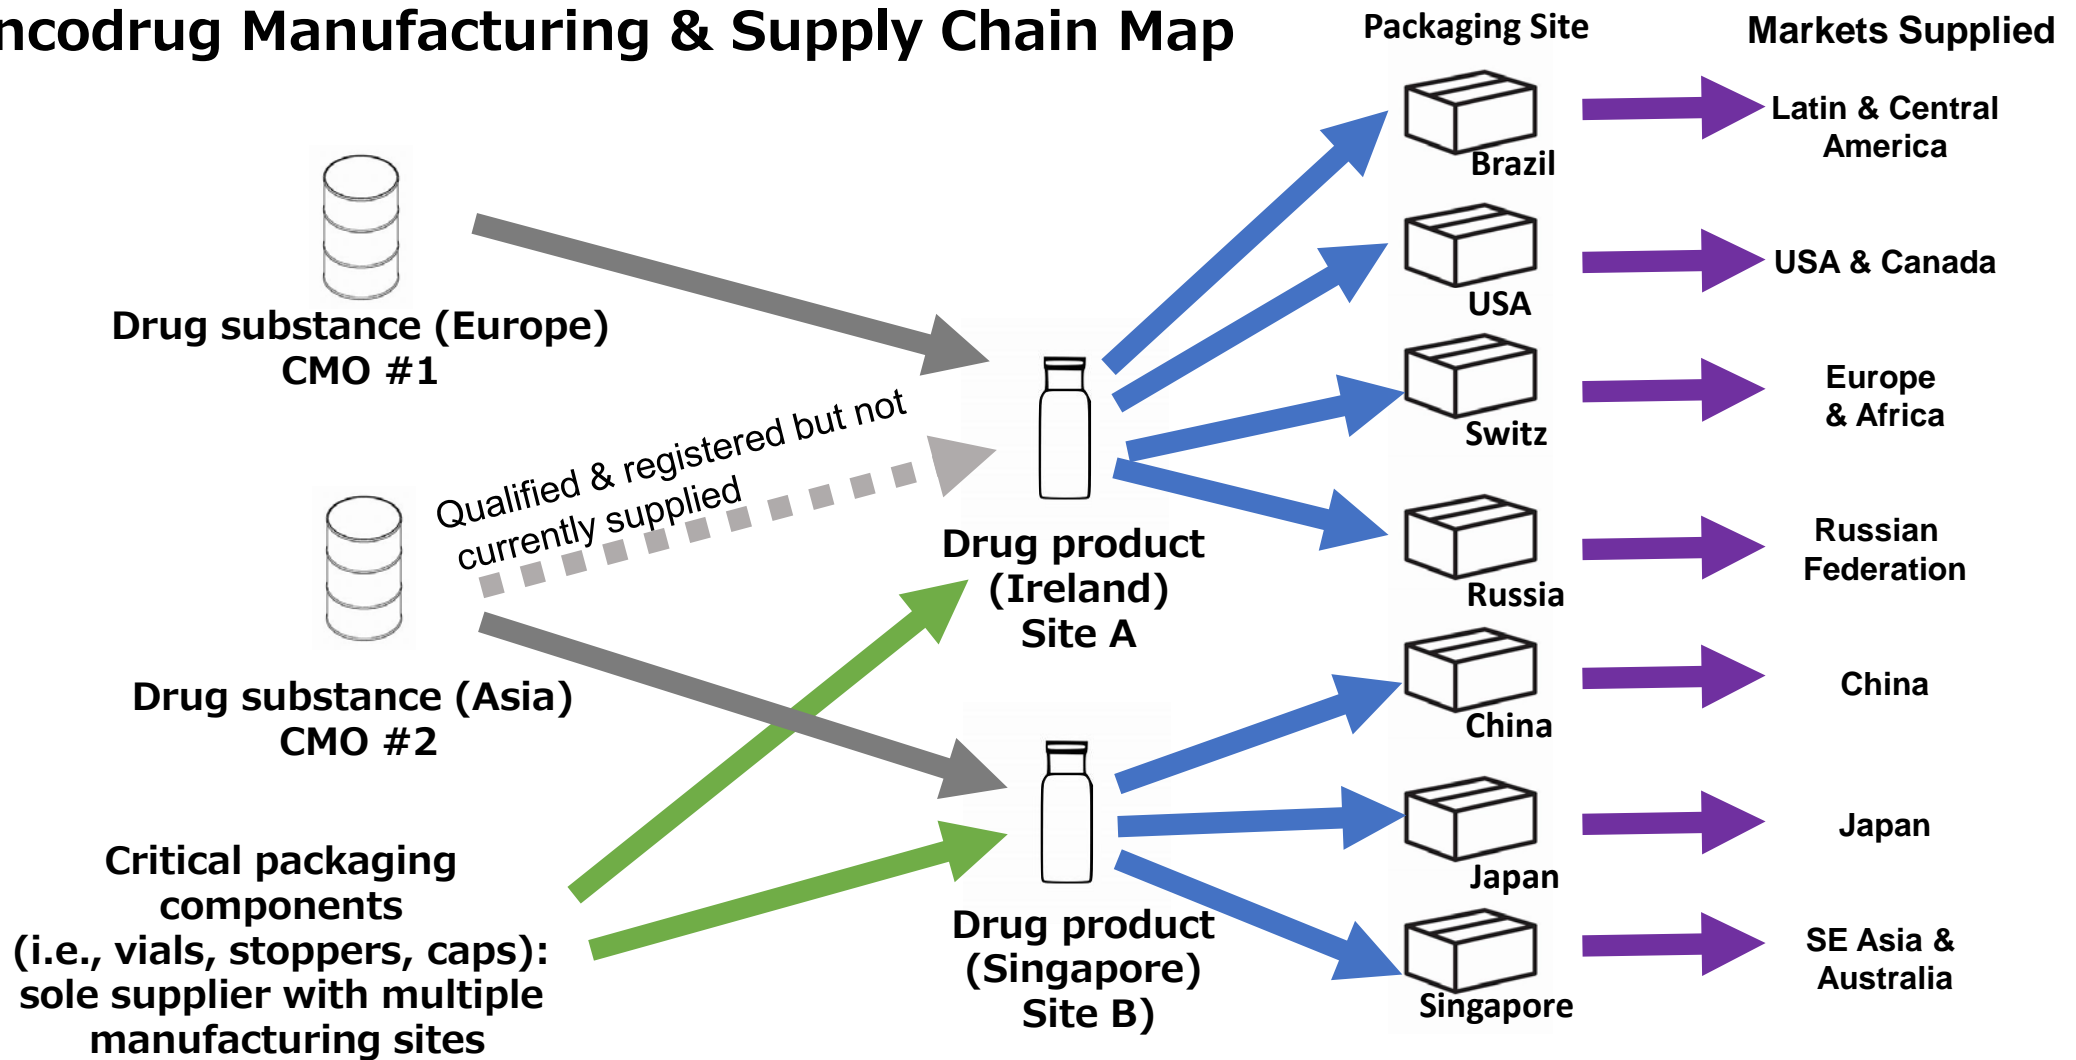 ncodrug Manufacturing & Supply Chain Map
Packaging Site
Markets Supplied
Drug substance (Europe)
CMO #1
Qualified & registered but not
currently supplied
Drug substance (Asia)
CMO #2
Critical packaging
components
(i.e., vials, stoppers, caps):
sole supplier with multiple
manufacturing sites
Drug product
(Ireland)
Site A
Drug product
(Singapore)
Site B)
Brazil
Latin & Central
America
USA
USA & Canada
Switz
Europe
& Africa
Russia
Russian
Federation
China
China
Japan
Japan
Singapore
SE Asia &
Australia